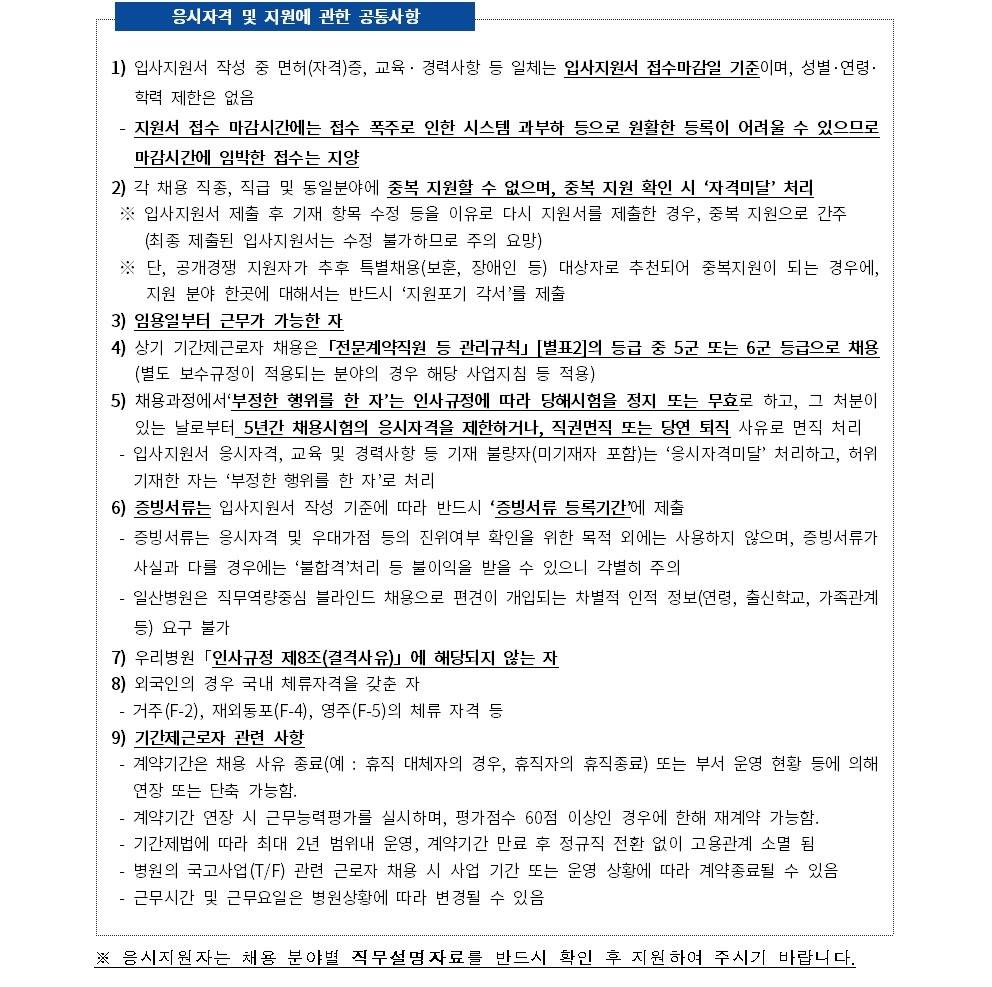 응시자격 및 지원에 관한 공통사항
1) 입사지원서 작성 중 면허(자격)증, 교육· 경력사항 등 일체는 입사지원서 접수마감일 기준이며, 성별·연령·
학력 제한은 없음
- 지원서 접수 마감시간에는 접수 폭주로 인한 시스템 과부하 등으로 원활한 등록이 어려울 수 있으므로
마감시간에 임박한 접수는 지양
2) 각 채용 직종, 직급 및 동일분야에 중복 지원할 수 없으며, 중복 지원 확인 시 ‘자격미달’ 처리
※ 입사지원서 제출 후 기재 항목 수정 등을 이유로 다시 지원서를 제출한 경우, 중복 지원으로 간주
(최종 제출된 입사지원서는 수정 불가하므로 주의 요망)
※ 단, 공개경쟁 지원자가 추후 특별채용(보훈, 장애인 등) 대상자로 추천되어 중복지원이 되는 경우에,
지원 분야 한곳에 대해서는 반드시 ‘지원포기 각서’를 제출
3) 임용일부터 근무가 가능한 자
4) 상기 기간제근로자 채용은「전문계약직원 등 관리규칙」[별표2]의 등급 중 5군 또는 6군 등급으로 채용
(별도 보수규정이 적용되는 분야의 경우 해당 사업지침 등 적용)
5) 채용과정에서‘부정한 행위를 한 자’는 인사규정에 따라 당해시험을 정지 또는 무효로 하고, 그 처분이
있는 날로부터 5년간 채용시험의 응시자격을 제한하거나, 직권면직 또는 당연 퇴직 사유로 면직 처리
- 입사지원서 응시자격, 교육 및 경력사항 등 기재 불량자(미기재자 포함)는 ‘응시자격미달’ 처리하고, 허위
기재한 자는 ‘부정한 행위를 한 자’로 처리
6) 증빙서류는 입사지원서 작성 기준에 따라 반드시 ‘증빙서류 등록기간’에 제출
- 증빙서류는 응시자격 및 우대가점 등의 진위여부 확인을 위한 목적 외에는 사용하지 않으며, 증빙서류가
사실과 다를 경우에는 ‘불합격’처리 등 불이익을 받을 수 있으니 각별히 주의
- 일산병원은 직무역량중심 블라인드 채용으로 편견이 개입되는 차별적 인적 정보(연령, 출신학교, 가족관계
등) 요구 불가
7) 우리병원「인사규정 제8조(결격사유)」에 해당되지 않는 자
8) 외국인의 경우 국내 체류자격을 갖춘 자
- 거주(F-2), 재외동포(F-4), 영주(F-5)의 체류 자격 등
9) 기간제근로자 관련 사항
- 계약기간은 채용 사유 종료(예 : 휴직 대체자의 경우, 휴직자의 휴직종료) 또는 부서 운영 현황 등에 의해
연장 또는 단축 가능함.
- 계약기간 연장 시 근무능력평가를 실시하며, 평가점수 60점 이상인 경우에 한해 재계약 가능함.
- 기간제법에 따라 최대 2년 범위내 운영, 계약기간 만료 후 정규직 전환 없이 고용관계 소멸 됨
- 병원의 국고사업(T/F) 관련 근로자 채용 시 사업 기간 또는 운영 상황에 따라 계약종료될 수 있음
- 근무시간 및 근무요일은 병원상황에 따라 변경될 수 있음
※ 응시지원자는 채용 분야별 직무설명자료를 반드시 확인 후 지원하여 주시기 바랍니다.